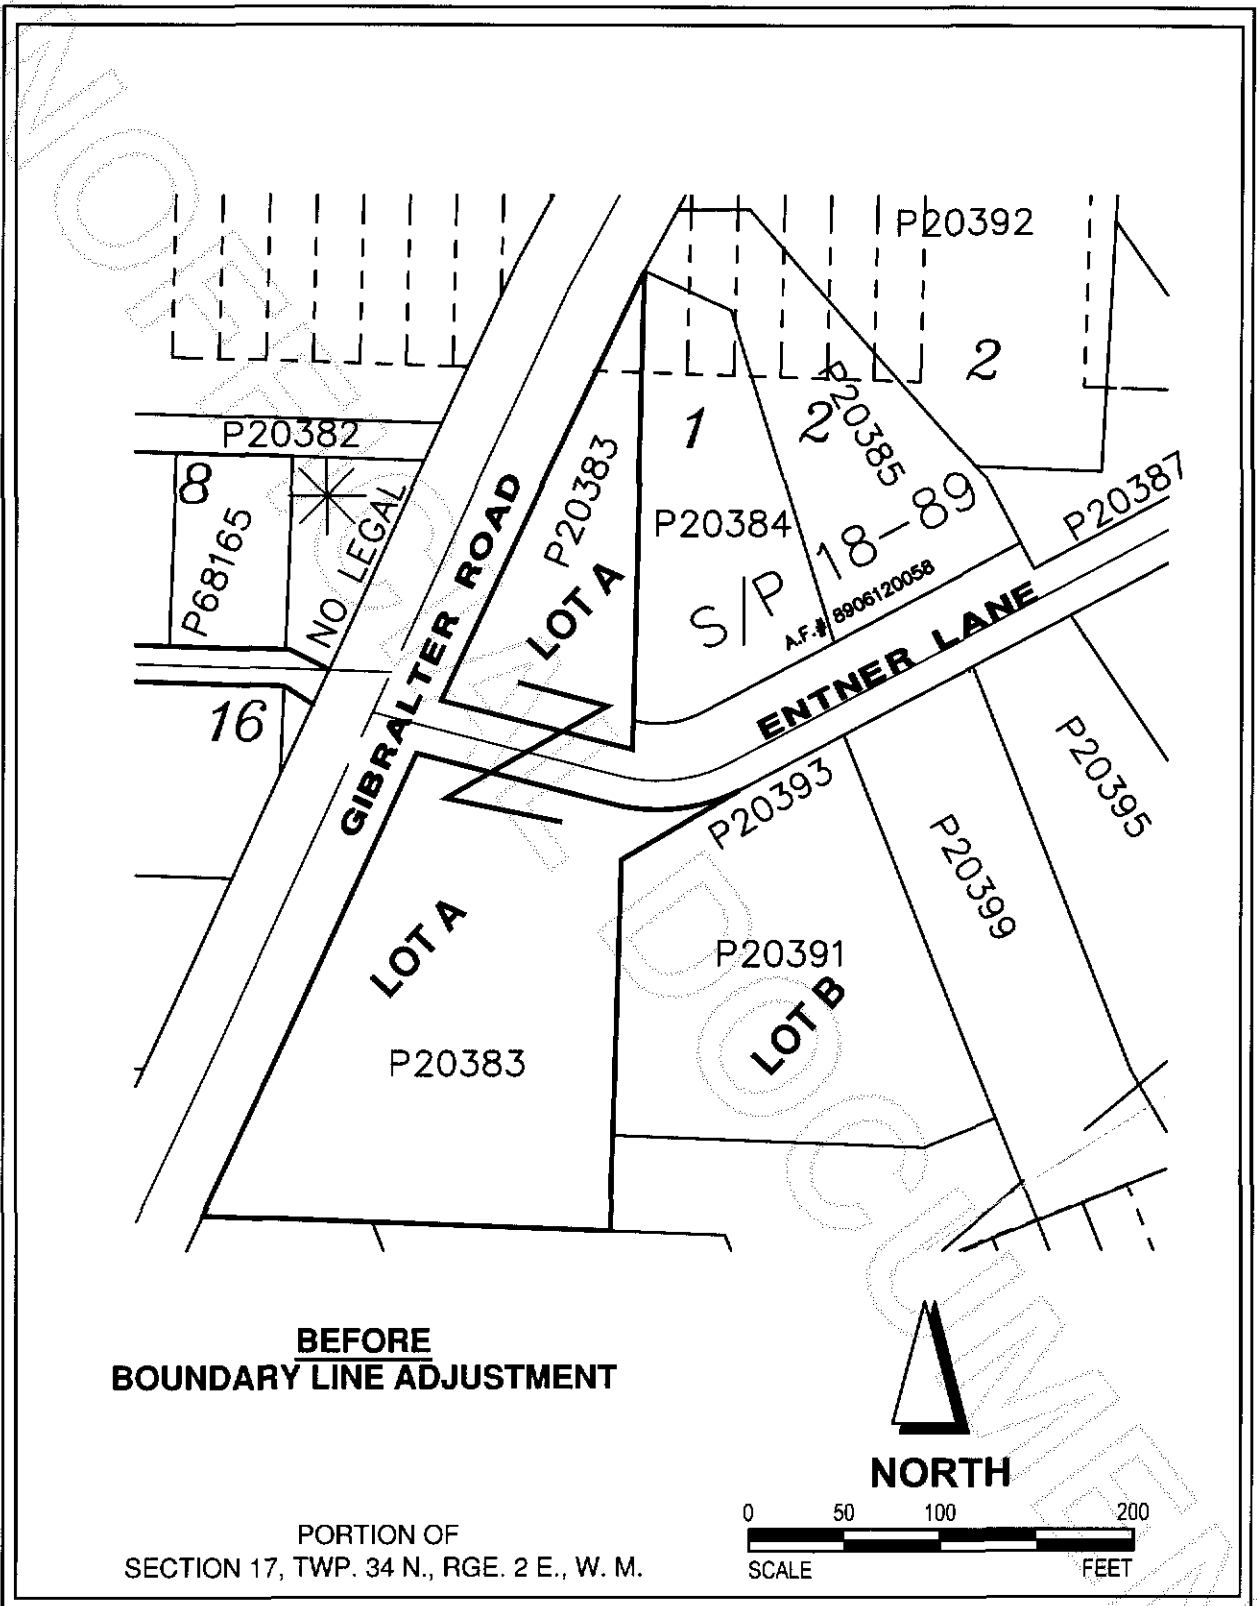 P20392
2
P20382
1
2
P20385
8
P68165
NO LEGAL
P20383
P20384
S/P 18-89
A.F.# 8906120058
P20387
GIBRALTER ROAD
LOT A
ENTNER LANE
16
P20393
P20395
P20399
LOT A
P20391
LOT B
P20383
BEFORE
BOUNDARY LINE ADJUSTMENT
NORTH
PORTION OF
SECTION 17, TWP. 34 N., RGE. 2 E., W. M.
0 50 100 200
SCALE FEET
UNOFFICIAL DOCUMENT